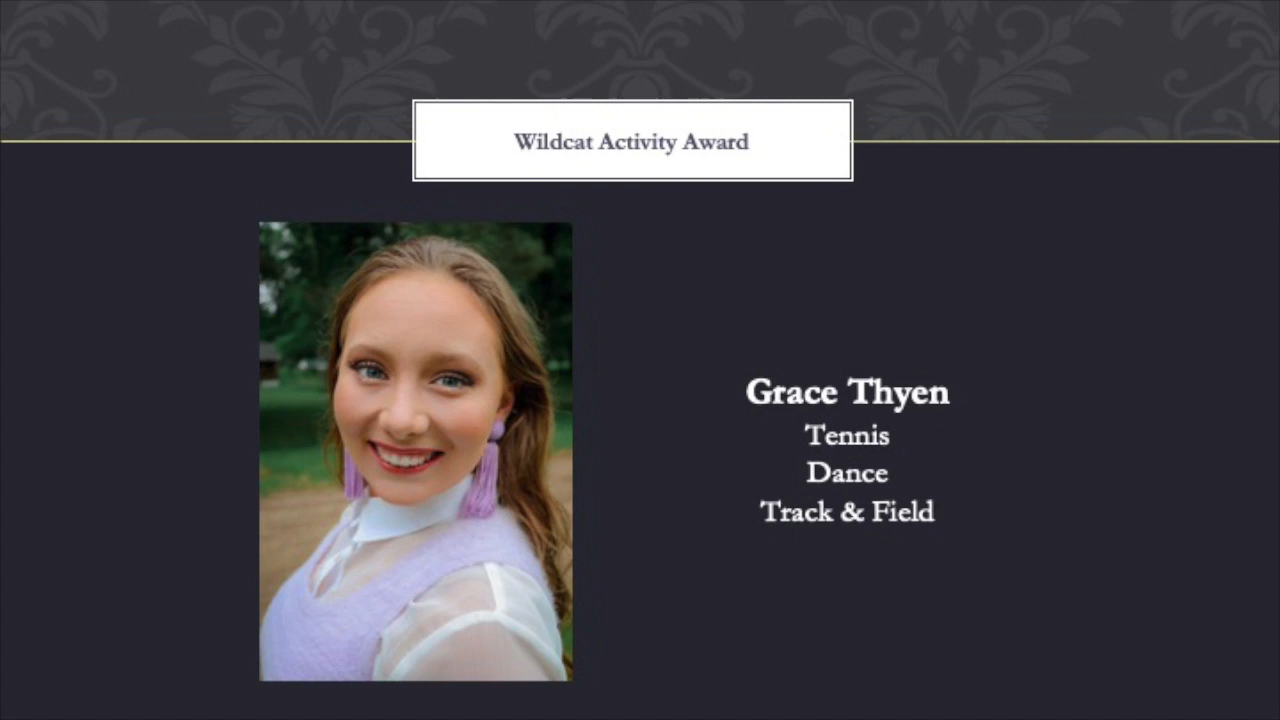 Wildcat Activity Award
Grace Thyen
Tennis
Dance
Track & Field